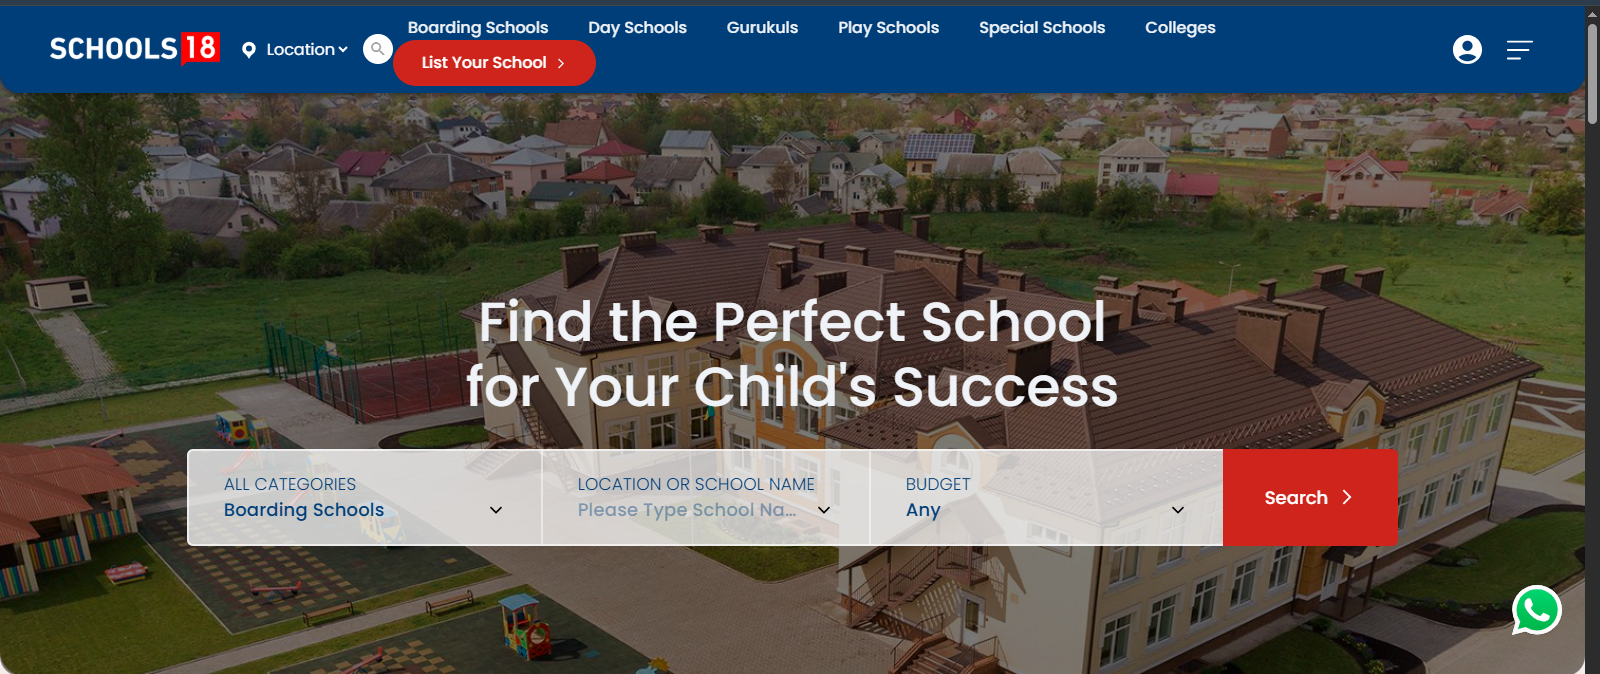 SCHOOLS 18
Location
Boarding Schools Day Schools Gurukuls Play Schools Special Schools Colleges
List Your School
Find the Perfect School
for Your Child's Success
ALL CATEGORIES
Boarding Schools
LOCATION OR SCHOOL NAME
Please Type School Na...
BUDGET
Any
Search